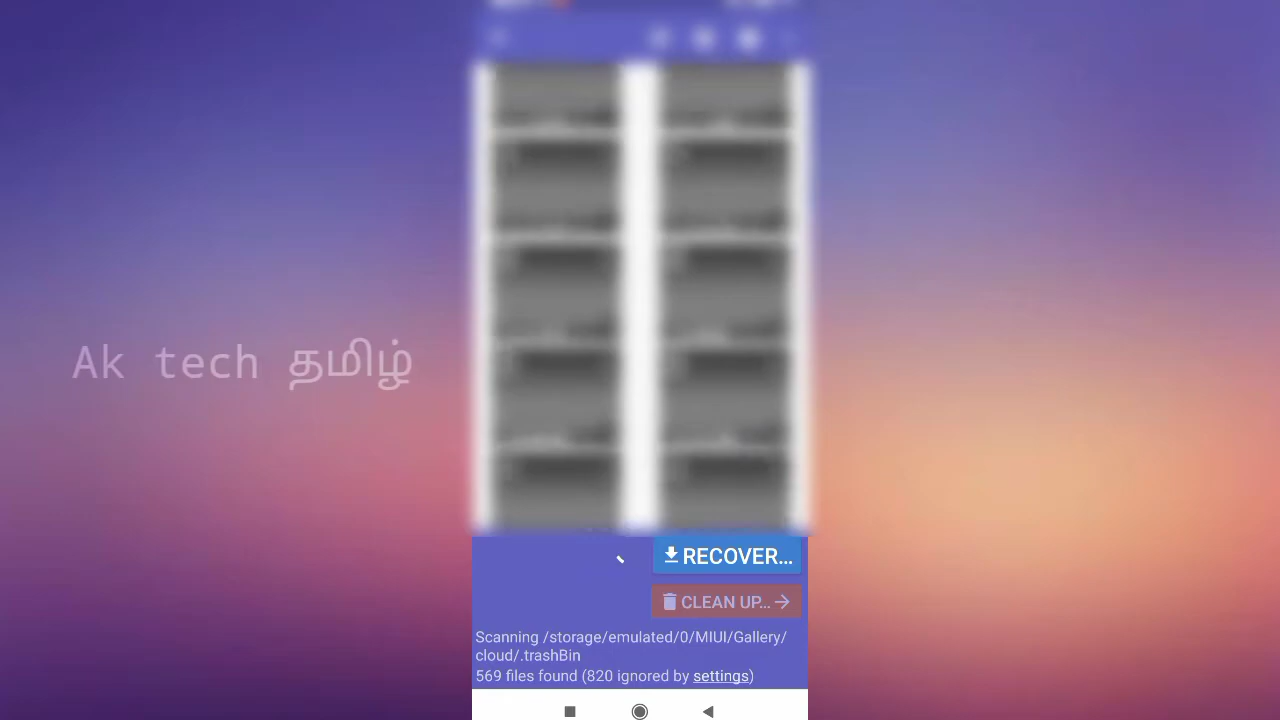 Ak tech தமிழ்
RECOVER...
CLEAN UP...
Scanning /storage/emulated/0/MIUI/Gallery/
cloud/.trashBin
569 files found (820 ignored by settings)